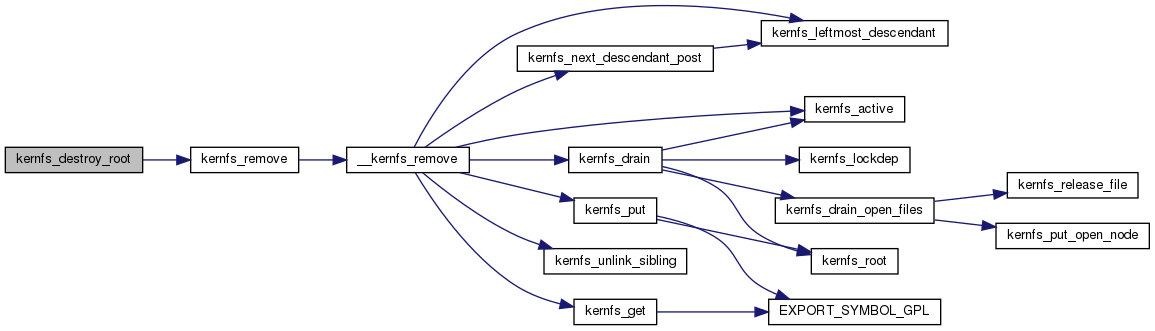 kernfs_leftmost_descendant
kernfs_next_descendant_post
kernfs_active
kernfs_destroy_root
kernfs_remove
__kernfs_remove
kernfs_drain
kernfs_lockdep
kernfs_release_file
kernfs_put
kernfs_drain_open_files
kernfs_put_open_node
kernfs_unlink_sibling
kernfs_root
kernfs_get
EXPORT_SYMBOL_GPL